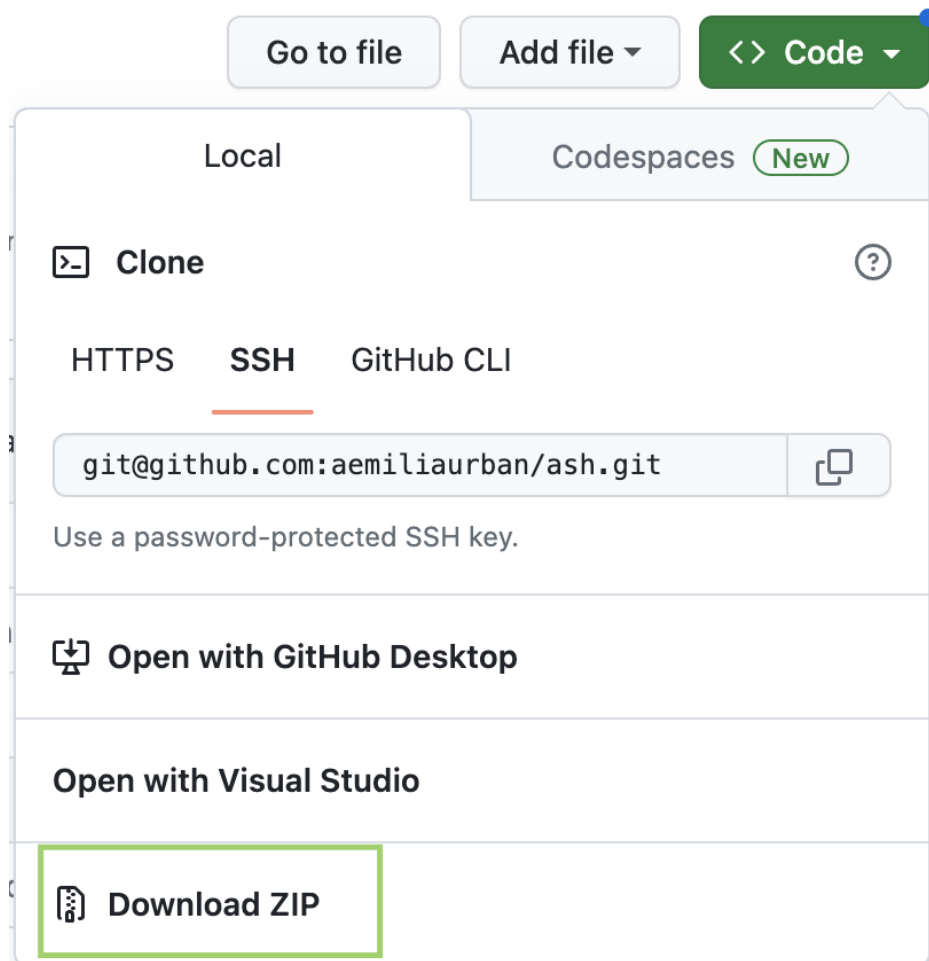 Go to file
Add file
Code
Local
Codespaces New
Clone
HTTPS SSH GitHub CLI
git@github.com:aemiliaurban/ash.git
Use a password-protected SSH key.
Open with GitHub Desktop
Open with Visual Studio
Download ZIP